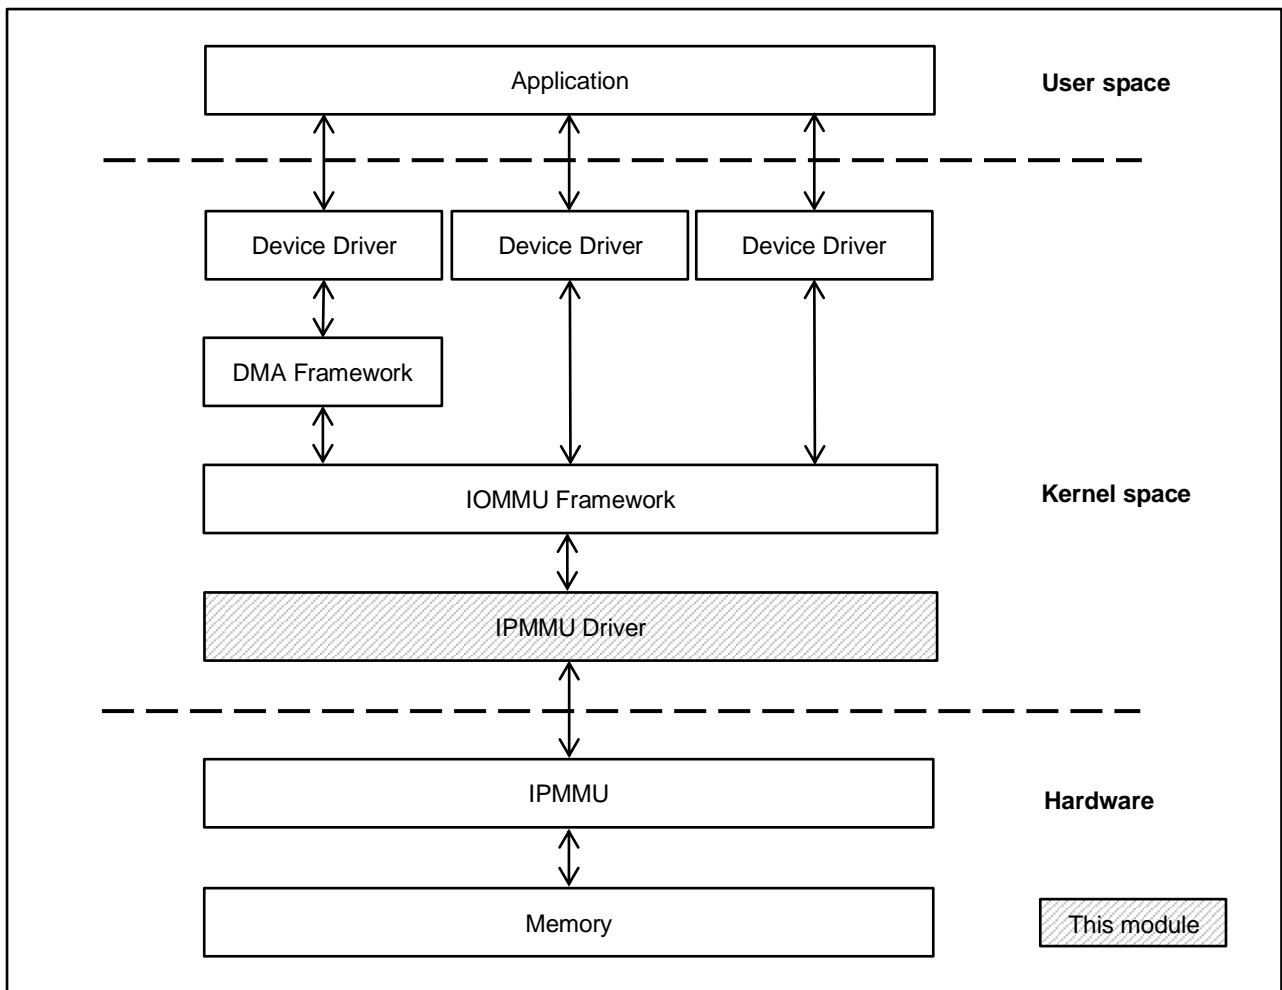 Application
User space
Device Driver
Device Driver
Device Driver
DMA Framework
IOMMU Framework
Kernel space
IPMMU Driver
IPMMU
Hardware
Memory
This module